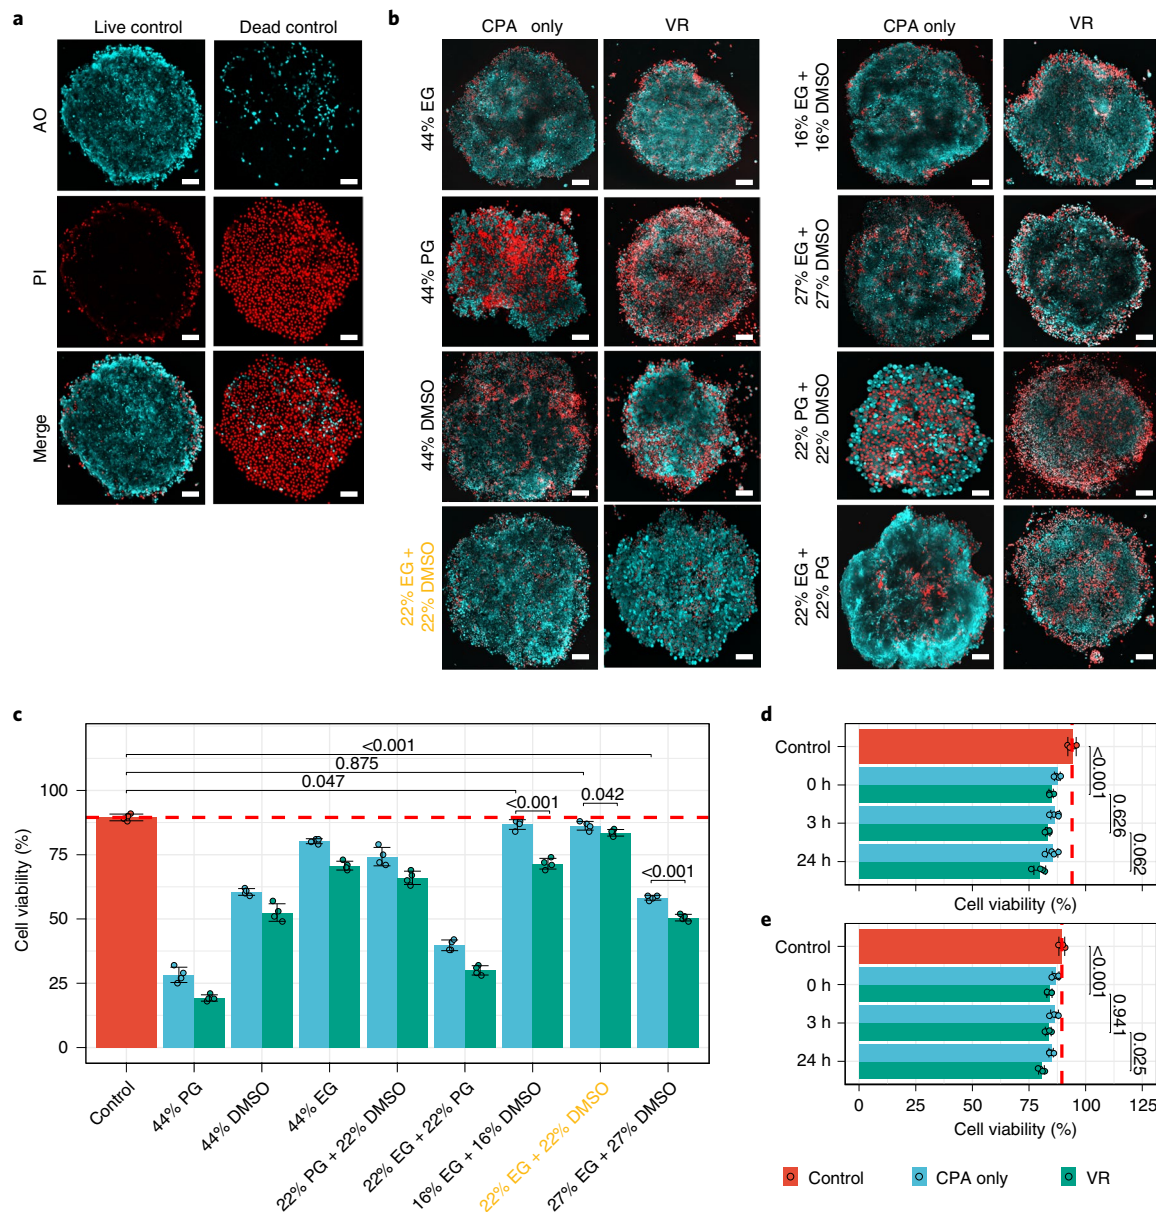 a
Live control
Dead control
AO
PI
Merge
b
CPA only
VR
44% EG
44% PG
44% DMSO
22% EG +
22% DMSO
CPA only
VR
16% EG +
16% DMSO
27% EG +
27% DMSO
22% PG +
22% DMSO
22% EG +
22% PG
c
Cell viability (%)
100
75
50
25
0
<0.001
0.875
0.047
<0.001
0.042
<0.001
Control
44% PG
44% DMSO
44% EG
22% PG + 22% DMSO
22% EG + 22% PG
16% EG + 16% DMSO
22% EG + 22% DMSO
27% EG + 27% DMSO
d
Control
0 h
3 h
24 h
<0.001
0.626
0.062
Cell viability (%)
e
Control
0 h
3 h
24 h
<0.001
0.941
0.025
0
25
50
75
100
125
Cell viability (%)
Control
CPA only
VR